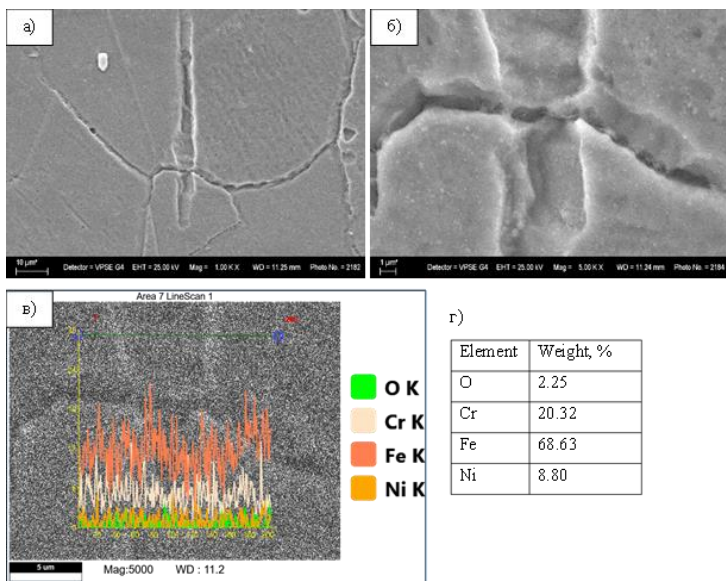 а)
10 µm*
Detector = VPSE G4 EHT = 25.00 kV Mag = 1.00 K X WD = 11.25 mm Photo No. = 2182
б)
1 µm*
Detector = VPSE G4 EHT = 25.00 kV Mag = 5.00 K X WD = 11.24 mm Photo No. = 2184
в)
Area 7 LineScan 1
5 um
Mag:5000 WD : 11.2
O K
Cr K
Fe K
Ni K
г)
Element Weight, %
O 2.25
Cr 20.32
Fe 68.63
Ni 8.80